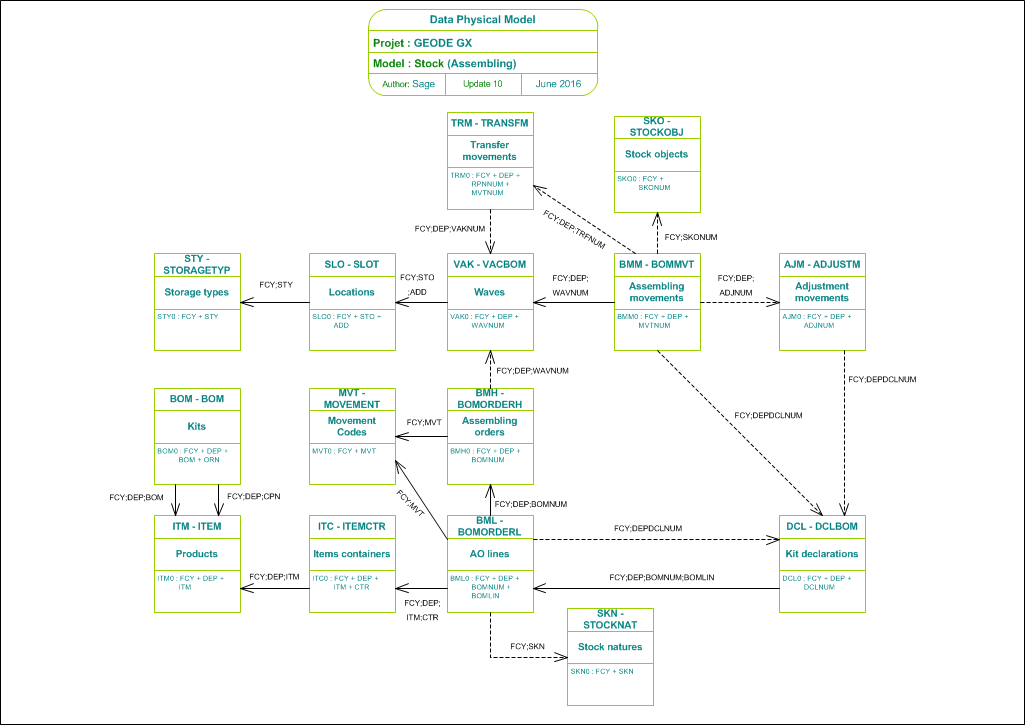 Data Physical Model
Projet : GEODE GX
Model : Stock (Assembling)
Author: Sage
Update 10
June 2016
TRM - TRANSFM
Transfer
movements
TRM0 : FCY + DEP +
RPNNUM +
MVTNUM
SKO -
STOCKOBJ
Stock objects
SKO0 : FCY +
SKONUM
FCY;DEP;VAKNUM
FCY;DEP;TRFNUM
FCY;SKONUM
STY -
STORAGETYP
Storage types
STY0 : FCY + STY
FCY;STY
SLO - SLOT
Locations
SLO0 : FCY + STO +
ADD
FCY;STO
;ADD
VAK - VACBOM
Waves
VAK0 : FCY + DEP +
WAVNUM
FCY;DEP;
WAVNUM
BMM - BOMMVT
Assembling
movements
BMM0 : FCY + DEP +
MVTNUM
FCY;DEP;
ADJNUM
AJM - ADJUSTM
Adjustment
movements
AJM0 : FCY + DEP +
ADJNUM
FCY;DEP;WAVNUM
FCY;DEPDCLNUM
FCY;DEPDCLNUM
BOM - BOM
Kits
BOM0 : FCY + DEP +
BOM + ORN
MVT -
MOVEMENT
Movement
Codes
MVT0 : FCY + MVT
FCY;MVT
BMH -
BOMORDERH
Assembling
orders
BMH0 : FCY + DEP +
BOMNUM
FCY;DEP;BOM
FCY;DEP;CPN
FCY;MVT
FCY;DEP;BOMNUM
ITM - ITEM
Products
ITM0 : FCY + DEP +
ITM
FCY;DEP;ITM
ITC - ITEMCTR
Items containers
ITC0 : FCY + DEP +
ITM + CTR
FCY;DEP;
ITM;CTR
BML -
BOMORDERL
AO lines
BML0 : FCY + DEP +
BOMNUM +
BOMLIN
FCY;DEPDCLNUM
FCY;DEP;BOMNUM;BOMLIN
DCL - DCLBOM
Kit declarations
DCL0 : FCY + DEP +
DCLNUM
FCY;SKN
SKN -
STOCKNAT
Stock natures
SKN0 : FCY + SKN